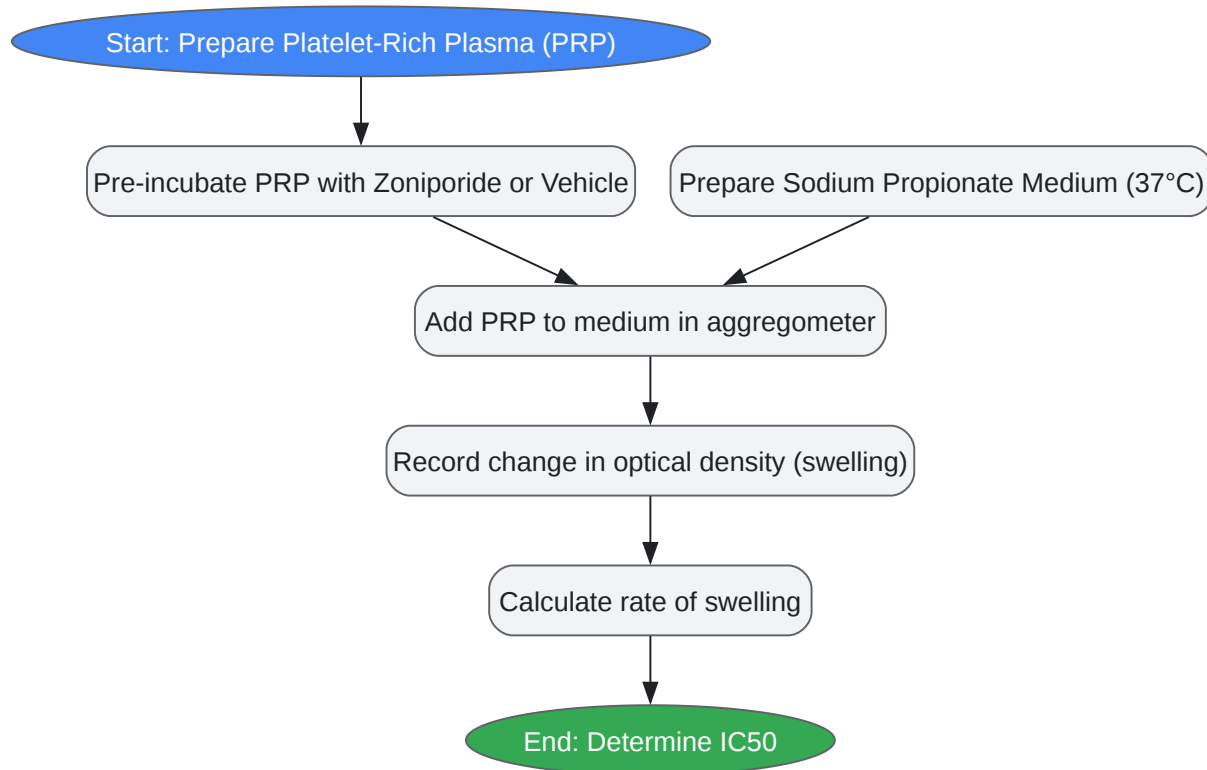 Start: Prepare Platelet-Rich Plasma (PRP)
Pre-incubate PRP with Zoniporide or Vehicle
Prepare Sodium Propionate Medium (37°C)
Add PRP to medium in aggregometer
Record change in optical density (swelling)
Calculate rate of swelling
End: Determine IC50